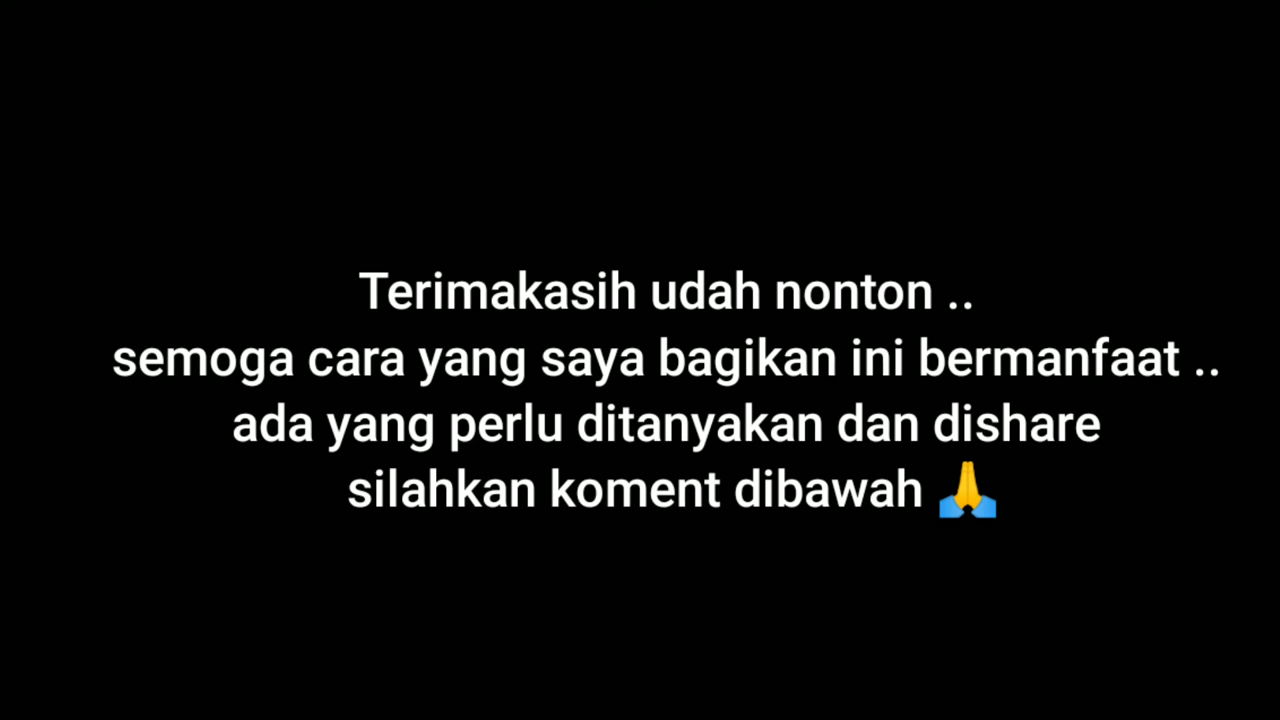 Terimakasih udah nonton ..
semoga cara yang saya bagikan ini bermanfaat ..
ada yang perlu ditanyakan dan dishare
silahkan koment dibawah 🙏